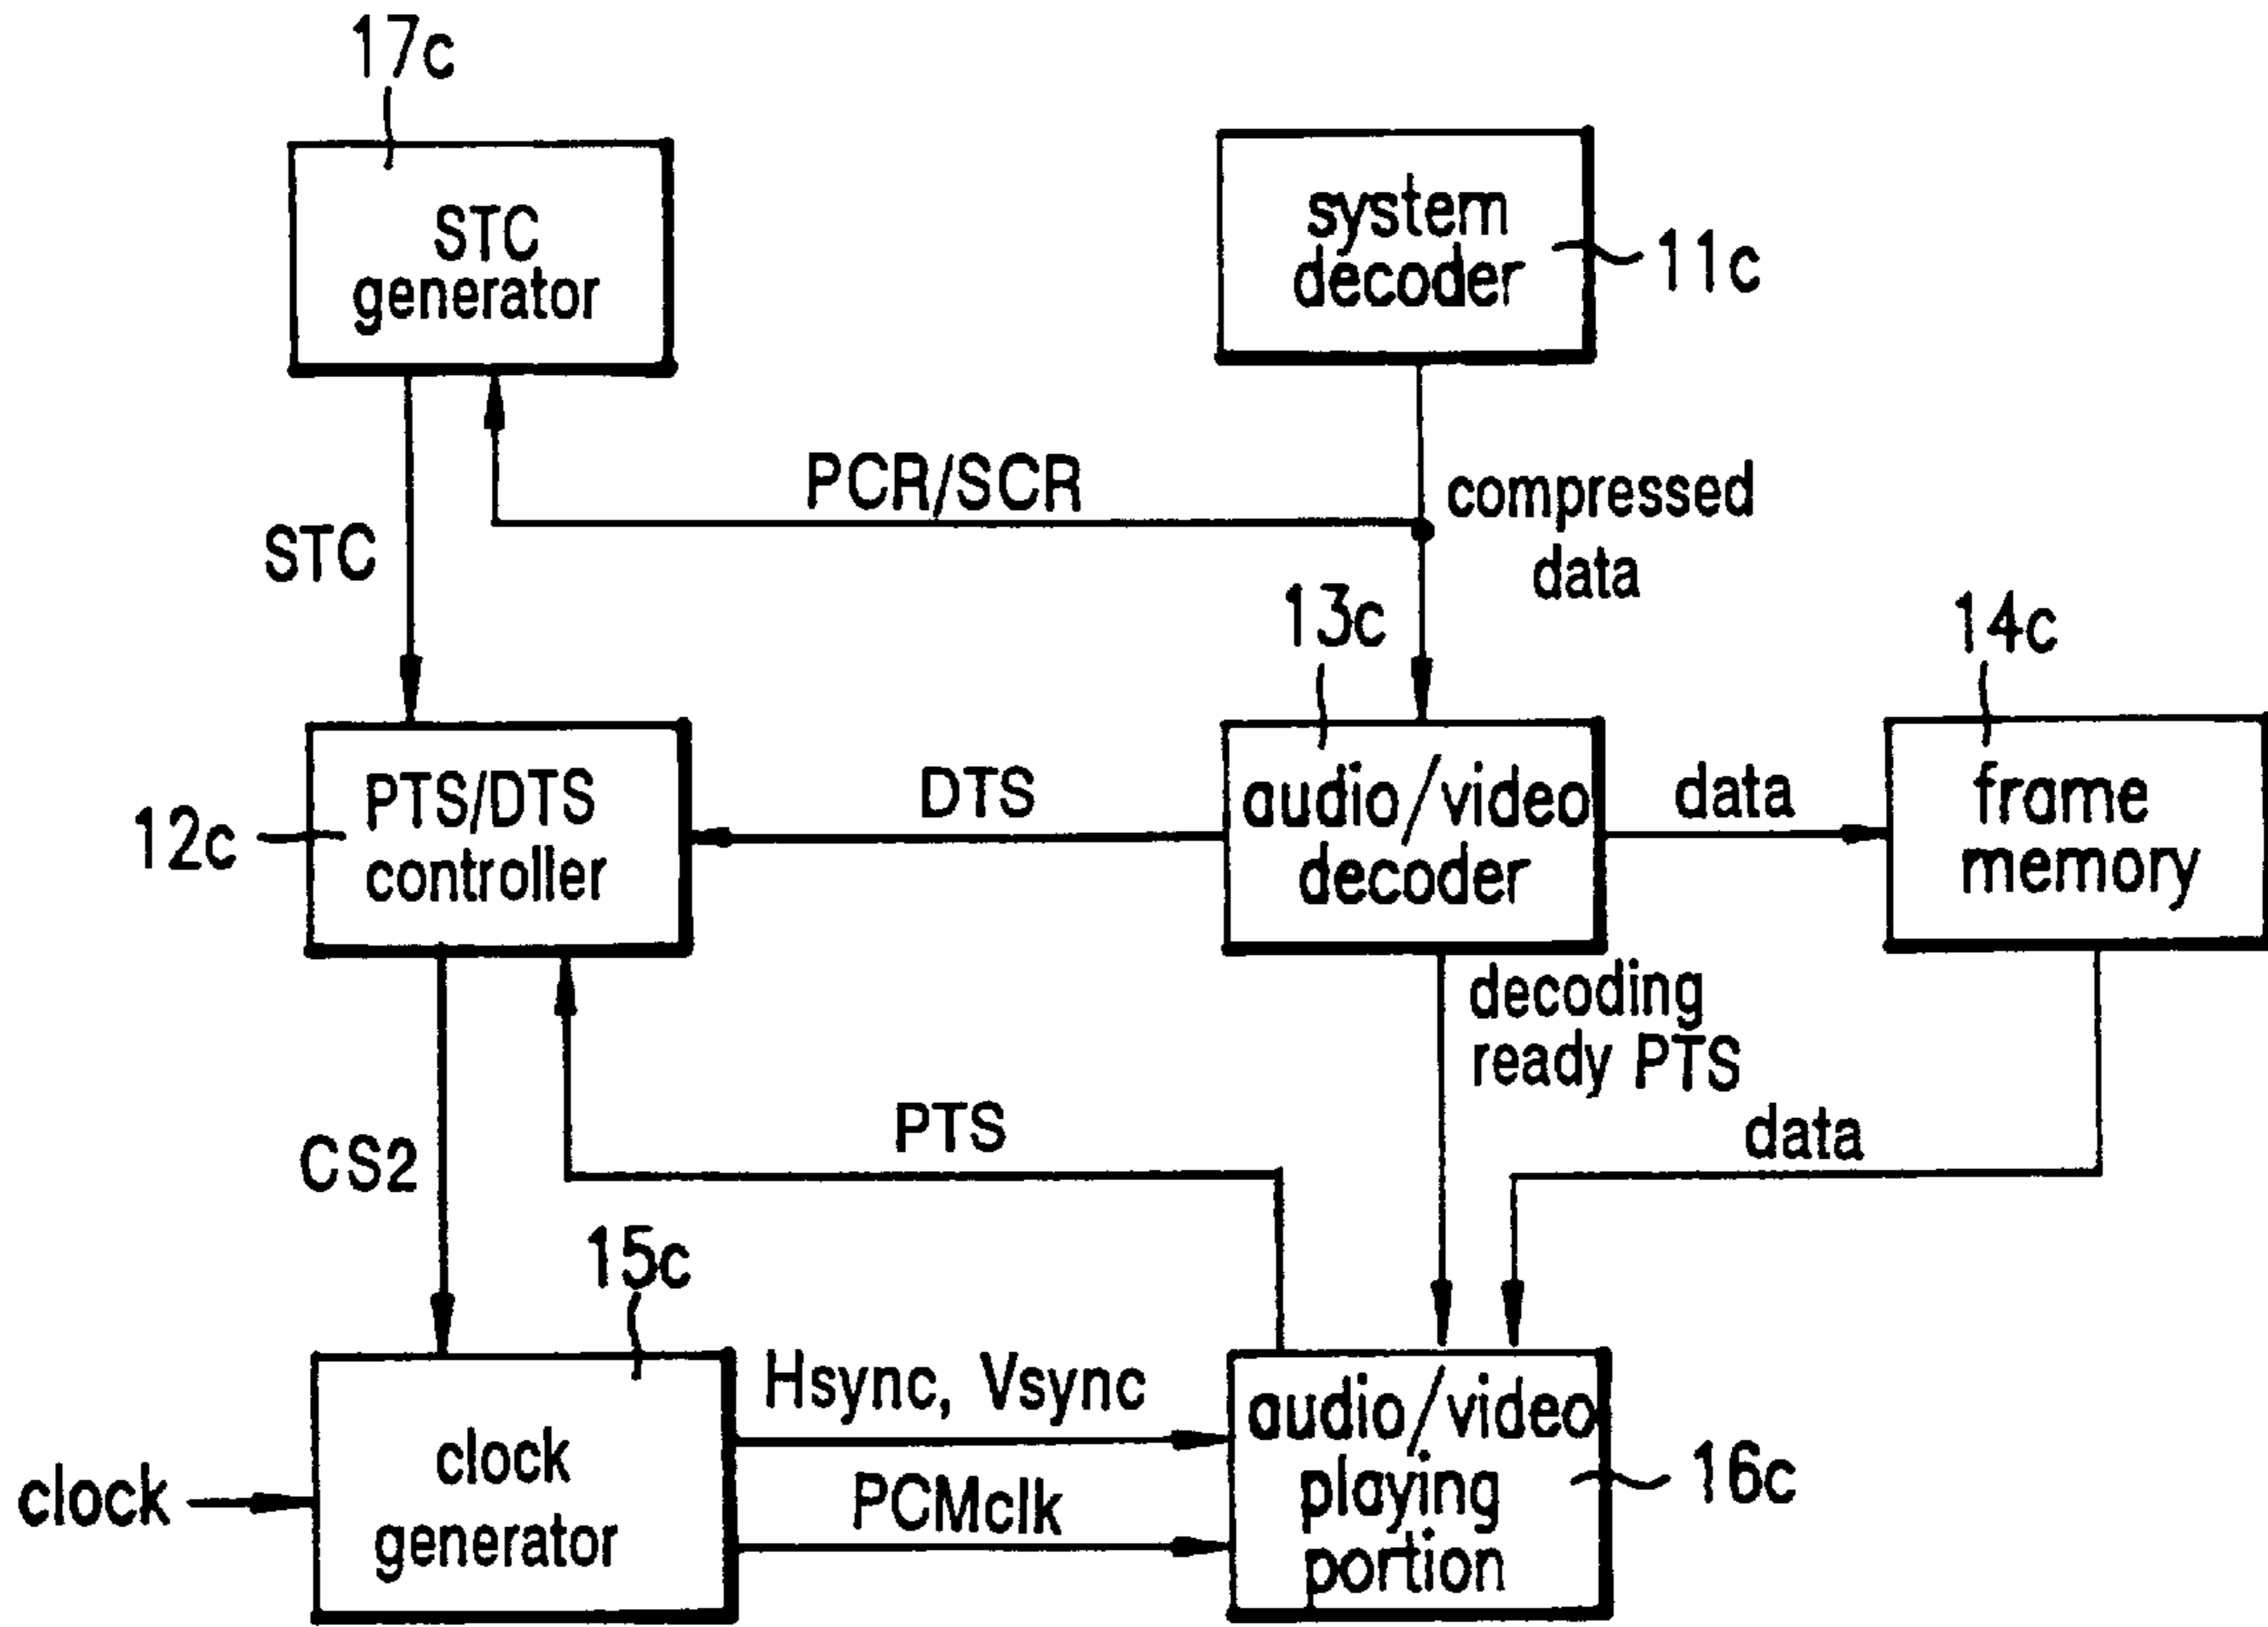 17c
STC
generator
system
decoder
11c
PCR/SCR
compressed
data
STC
13c
14c
PTS/DTS
controller
12c
DTS
audio/video
decoder
data
frame
memory
decoding
ready PTS
PTS
data
CS2
15c
Hsync, Vsync
clock
clock
generator
PCMclk
audio/video
playing
portion
16c